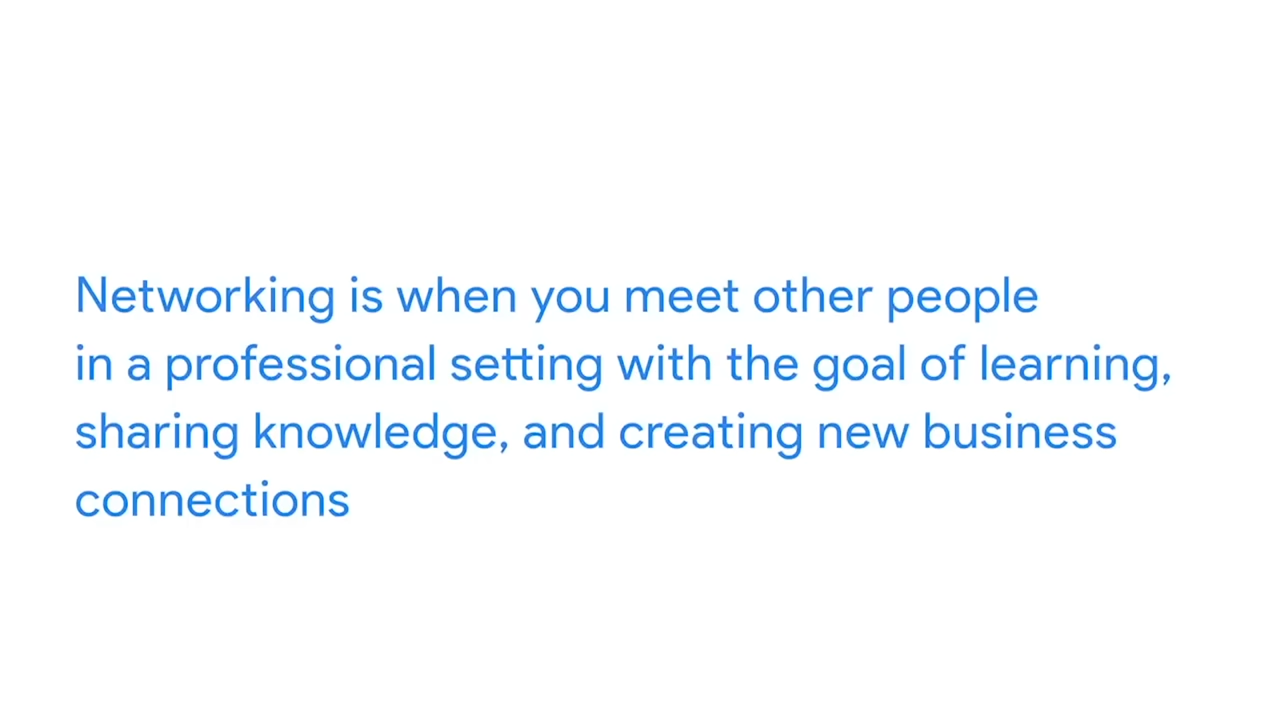 Networking is when you meet other people
in a professional setting with the goal of learning,
sharing knowledge, and creating new business
connections